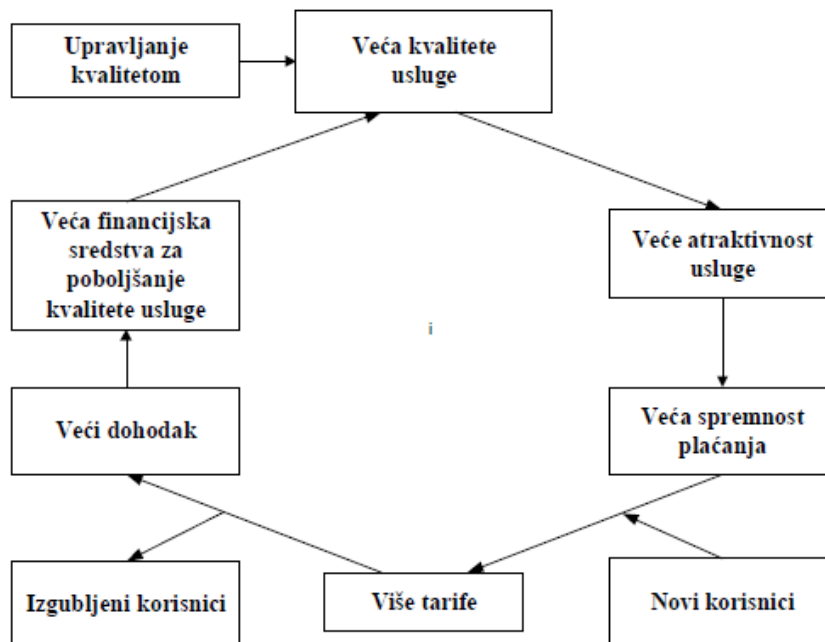 Upravljanje
kvalitetom
Veća kvalitete
usluge
Veća financijska
sredstva za
poboljšanje
kvalitete usluge
Veće atraktivnost
usluge
i
Veći dohodak
Veća spremnost
plaćanja
Izgubljeni korisnici
Više tarife
Novi korisnici